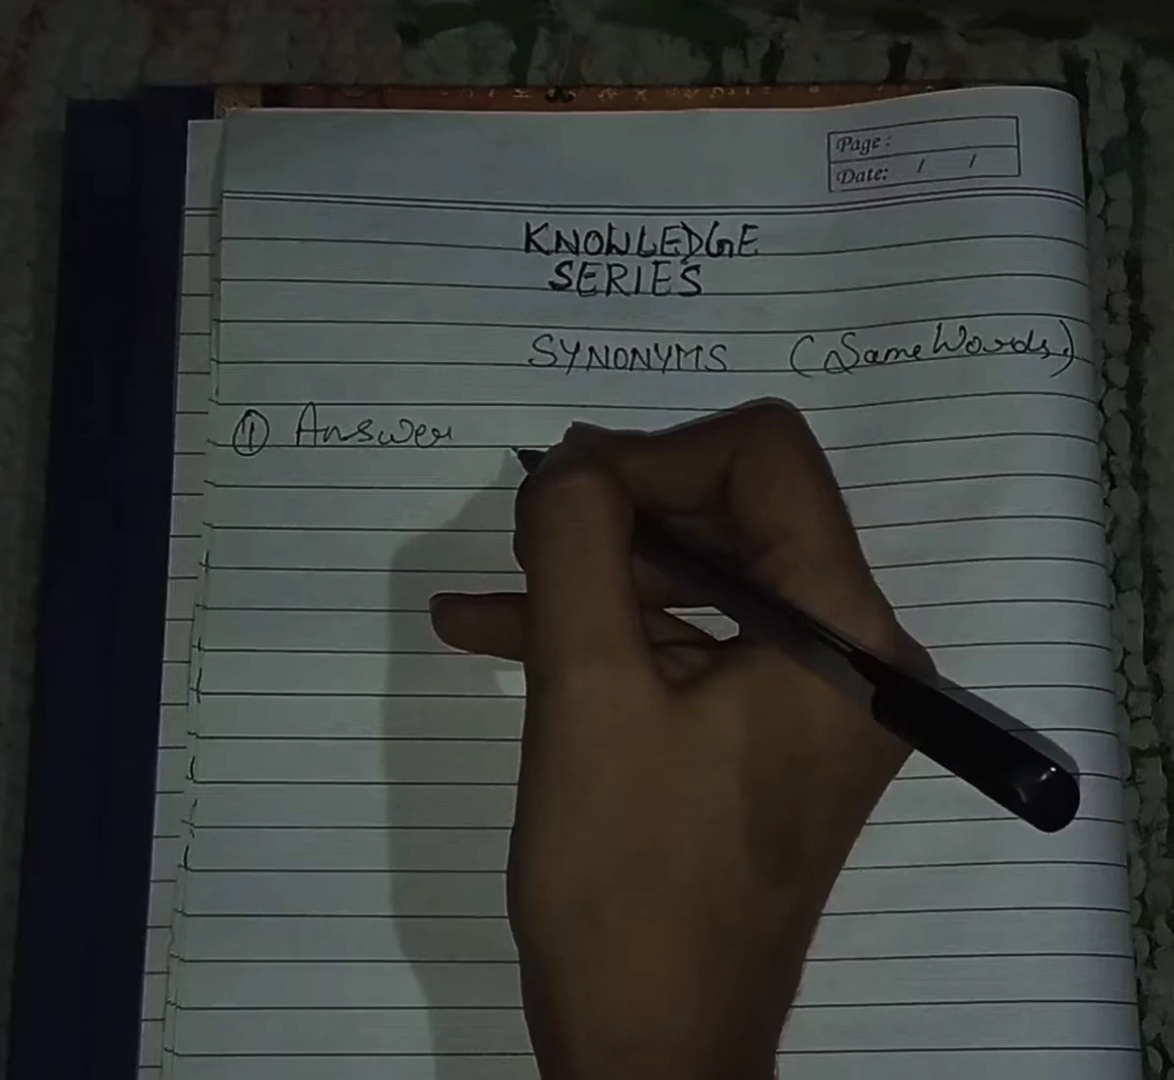 Page :
Date: / /
KNOWLEDGE
SERIES
SYNONYMS (Same Words)
① Answer